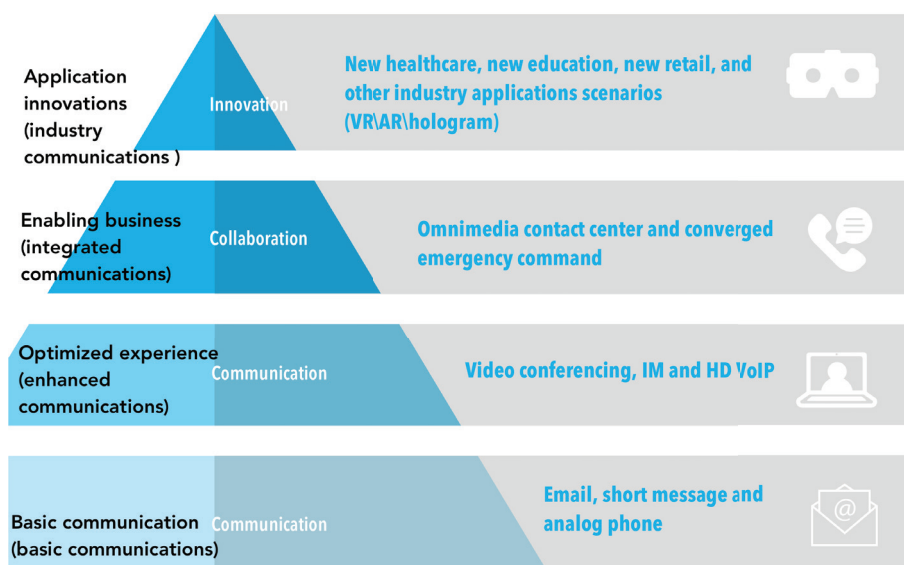 Application
innovations
(industry
communications )
Innovation
New healthcare, new education, new retail, and
other industry applications scenarios
(VR\AR\hologram)
Enabling business
(integrated
communications)
Collaboration
Omnimedia contact center and converged
emergency command
Optimized experience
(enhanced
communications)
Communication
Video conferencing, IM and HD VoIP
Basic communication
(basic communications)
Communication
Email, short message and
analog phone
@